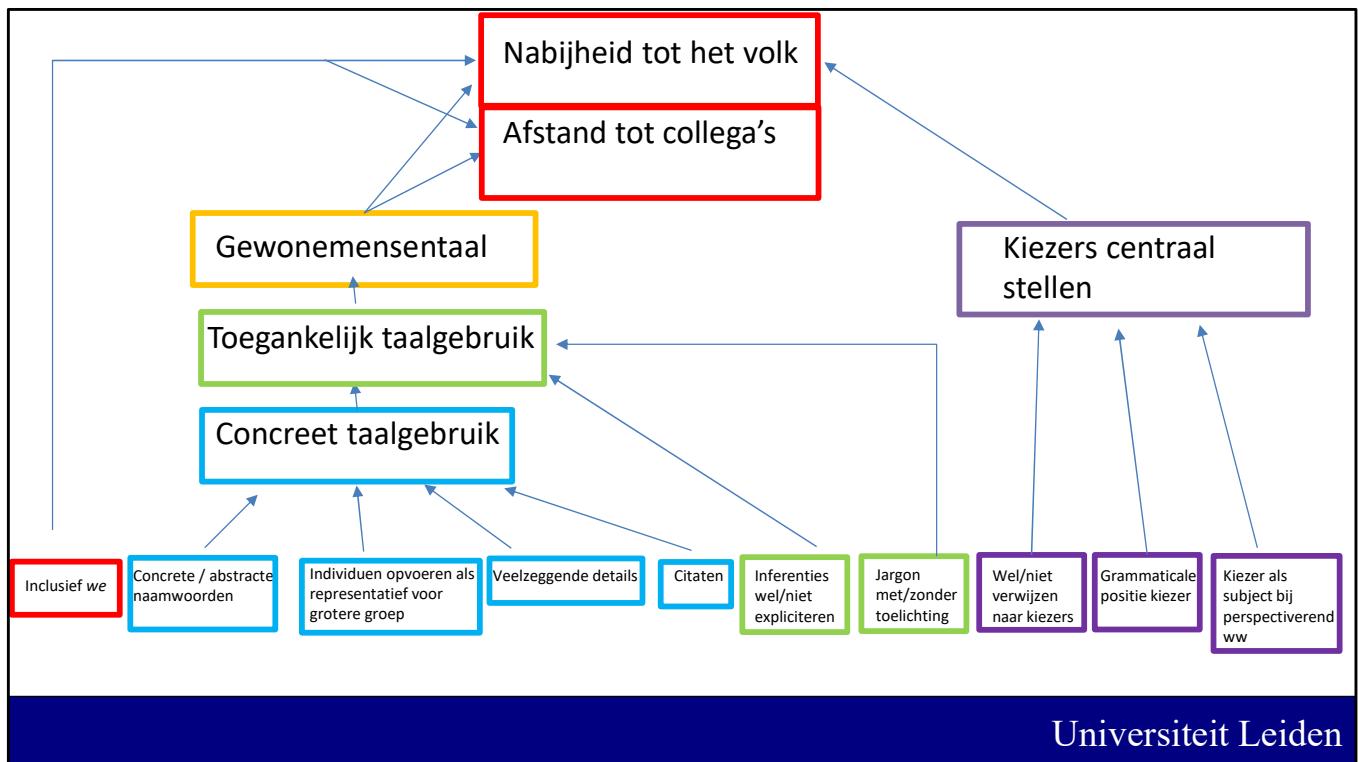 Nabijheid tot het volk
Afstand tot collega's
Gewonemensentaal
Kiezers centraal
stellen
Toegankelijk taalgebruik
Concreet taalgebruik
Inclusief we
Concrete / abstracte
naamwoorden
Individuen opvoeren als
representatief voor
grotere groep
Veelzeggende details
Citaten
Inferenties
wel/niet
expliciteren
Jargon
met/zonder
toelichting
Wel/niet
verwijzen
naar kiezers
Grammaticale
positie kiezer
Kiezer als
subject bij
perspectiverend
ww
Universiteit Leiden